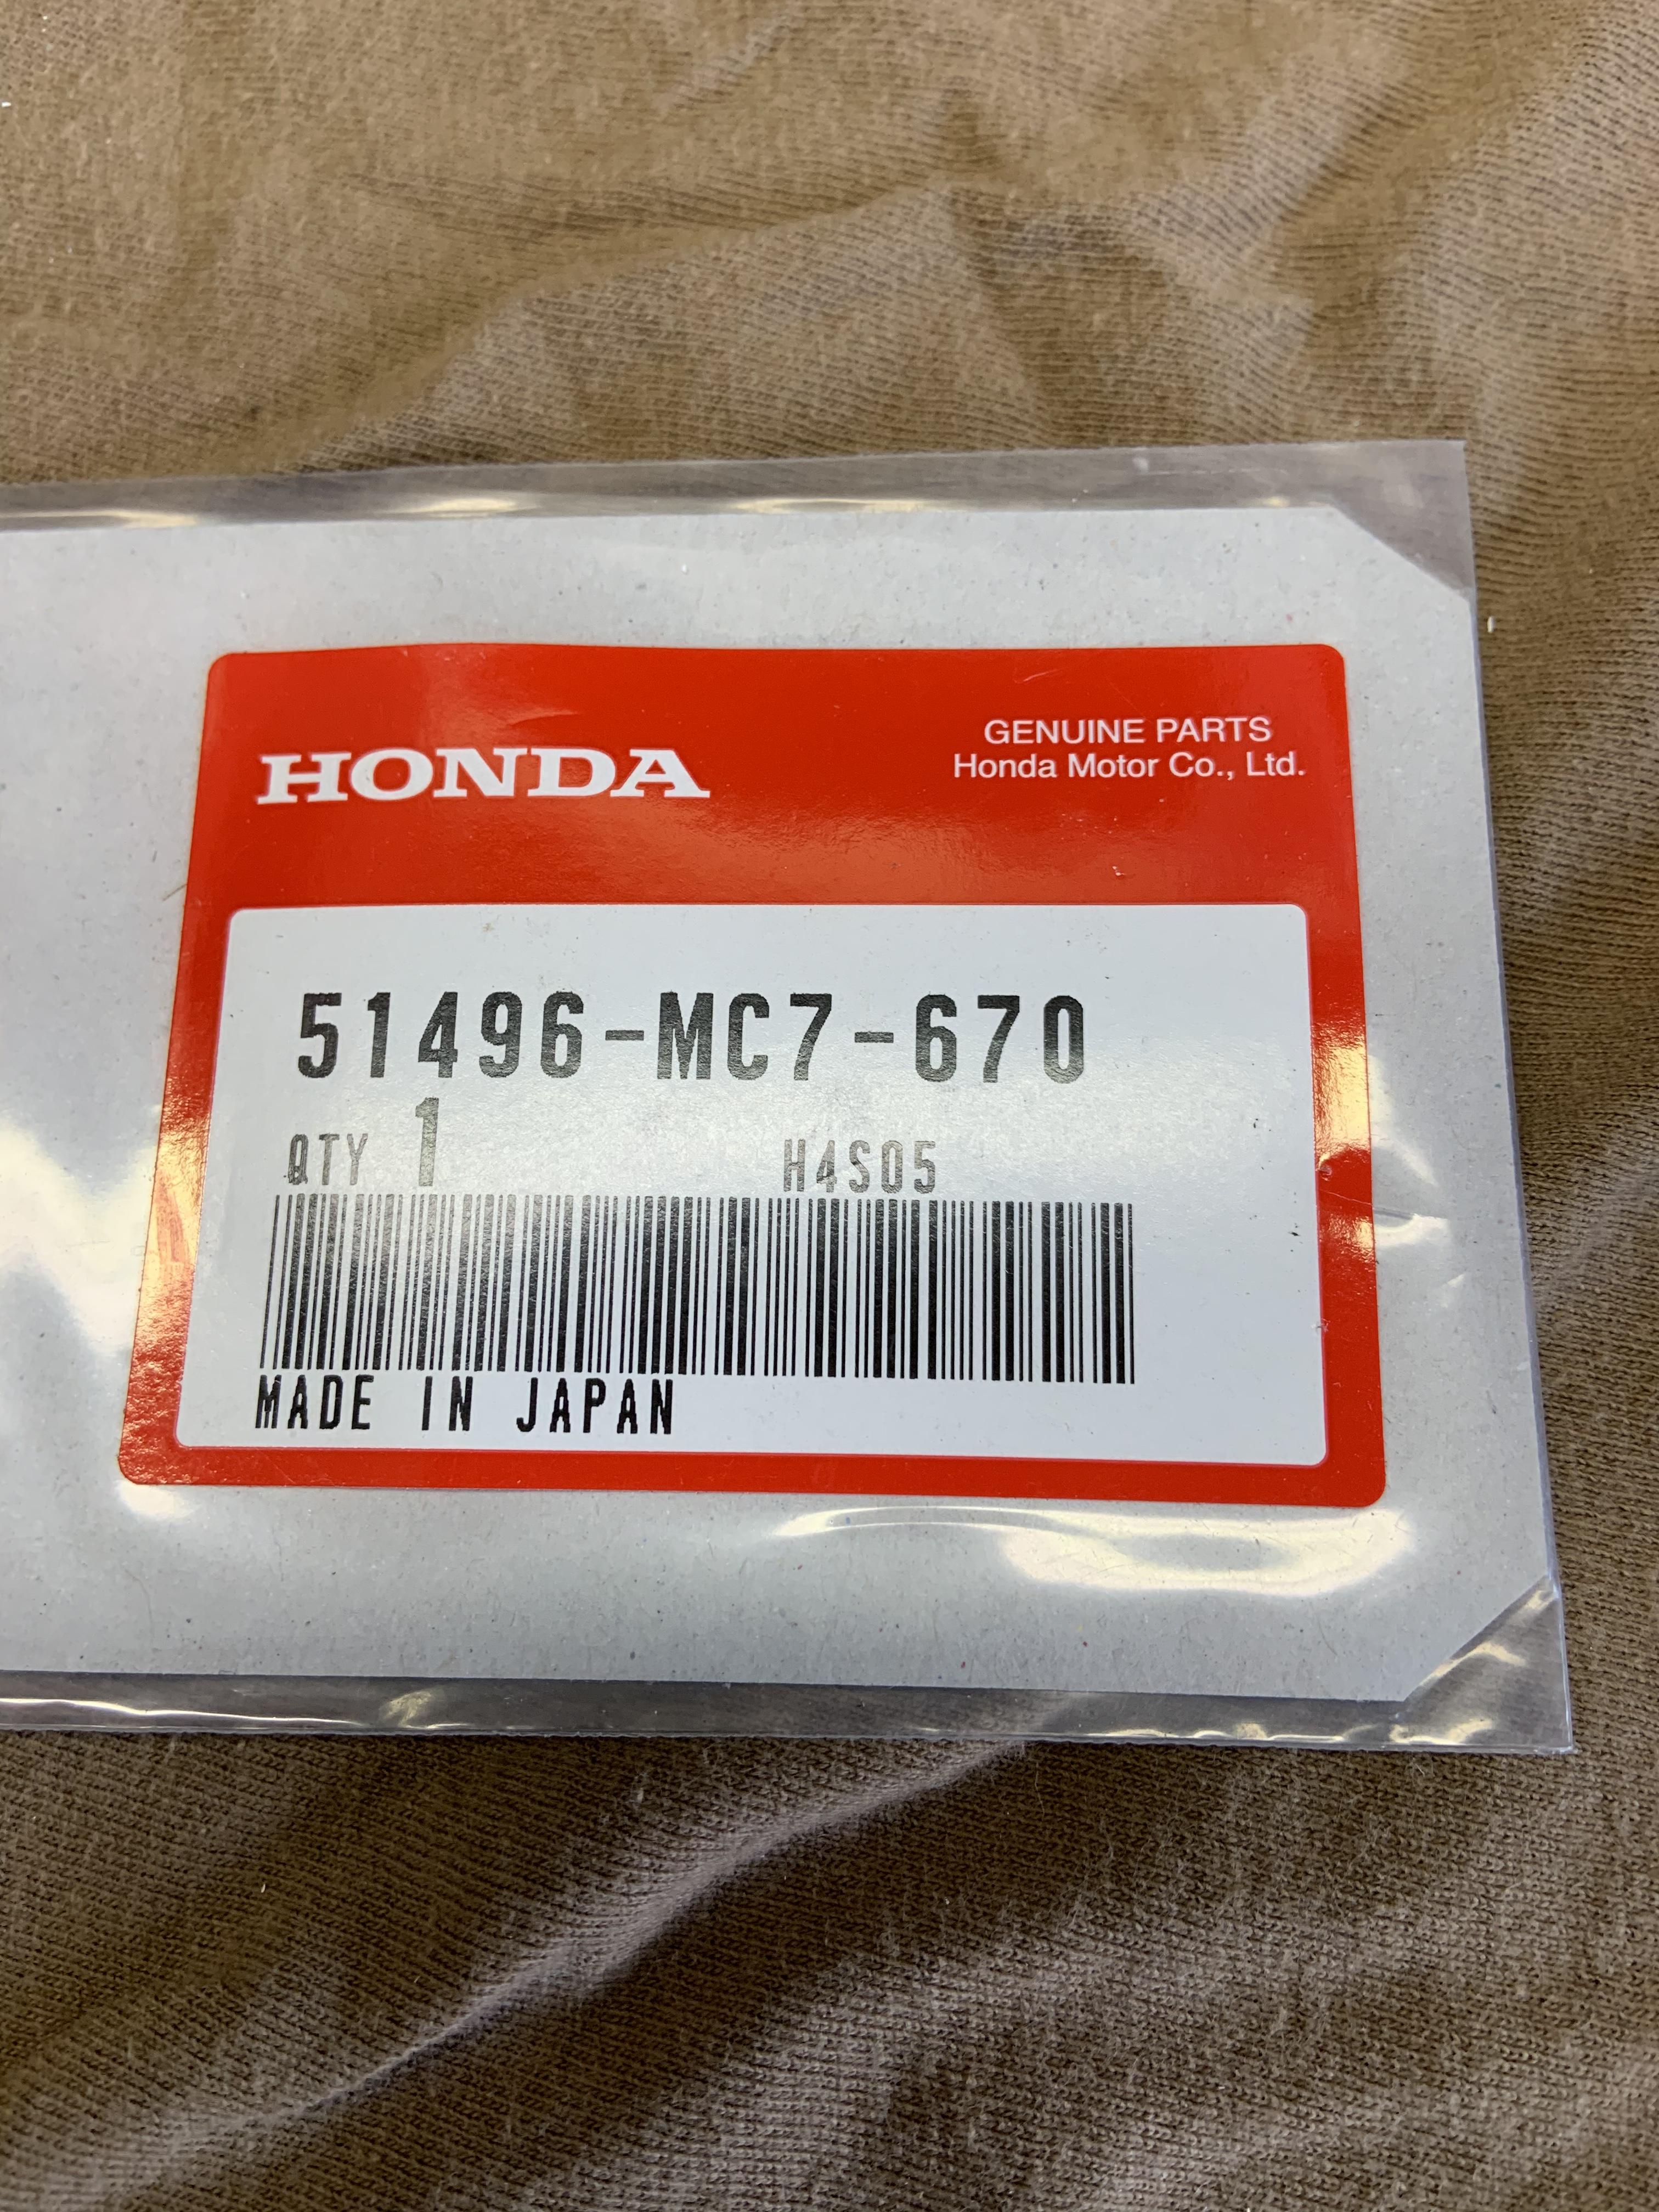 HONDA
GENUINE PARTS
Honda Motor Co., Ltd.
51496-MC7-670
QTY 1 H4S05
MADE IN JAPAN